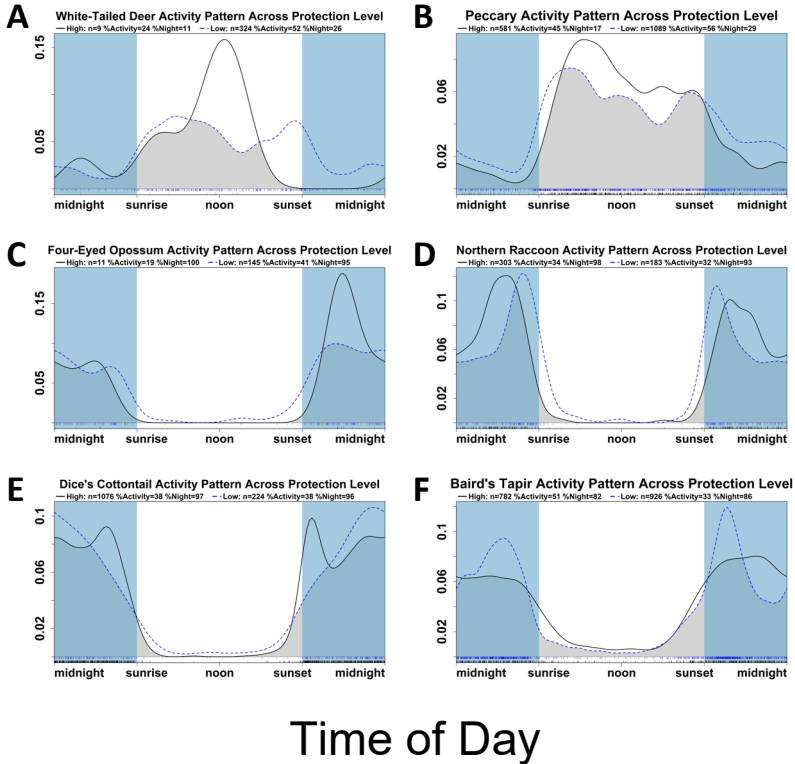 A
White-Tailed Deer Activity Pattern Across Protection Level
High: n=9 %Activity=24 %Night=11 Low: n=324 %Activity=52 %Night=26
0.15
0.05
midnight sunrise noon sunset midnight
B
Peccary Activity Pattern Across Protection Level
High: n=581 %Activity=45 %Night=17 Low: n=1089 %Activity=56 %Night=29
0.06
0.02
midnight sunrise noon sunset midnight
C
Four-Eyed Opossum Activity Pattern Across Protection Level
High: n=11 %Activity=19 %Night=100 Low: n=145 %Activity=41 %Night=95
0.15
0.05
midnight sunrise noon sunset midnight
D
Northern Raccoon Activity Pattern Across Protection Level
High: n=303 %Activity=34 %Night=98 Low: n=183 %Activity=32 %Night=93
0.1
0.06
0.02
midnight sunrise noon sunset midnight
E
Dice's Cottontail Activity Pattern Across Protection Level
High: n=1076 %Activity=38 %Night=97 Low: n=224 %Activity=38 %Night=96
0.1
0.06
0.02
midnight sunrise noon sunset midnight
F
Baird's Tapir Activity Pattern Across Protection Level
High: n=782 %Activity=51 %Night=82 Low: n=926 %Activity=33 %Night=86
0.1
0.06
0.02
midnight sunrise noon sunset midnight
Time of Day